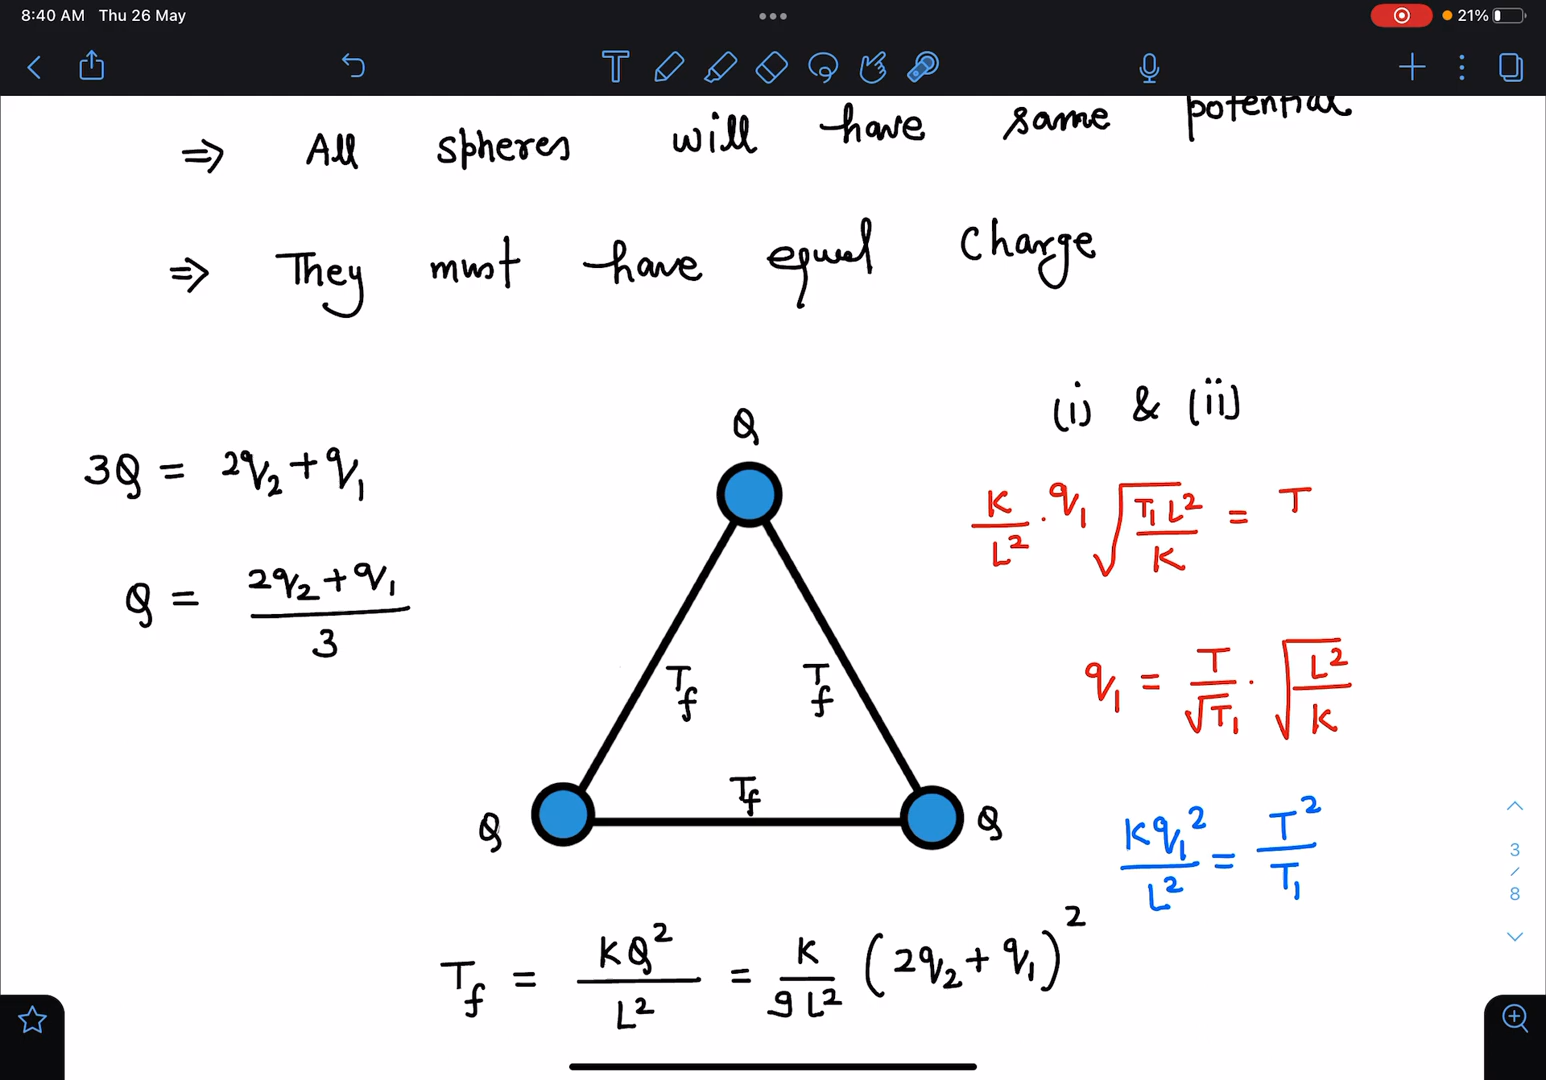 8:40 AM Thu 26 May
21%
⇒ All spheres will have same potential
⇒ They must have equal charge
(i) & (ii)
Q
3Q = 2q₂ + q₁
K/L² · q₁ √(T₁L²/K) = T
Q = (2q₂ + q₁)/3
q₁ = T/√T₁ · √(L²/K)
T_f T_f
T_f
Q Q
Kq₁²/L² = T²/T₁
3/8
T_f = KQ²/L² = K/9L² (2q₂ + q₁)²